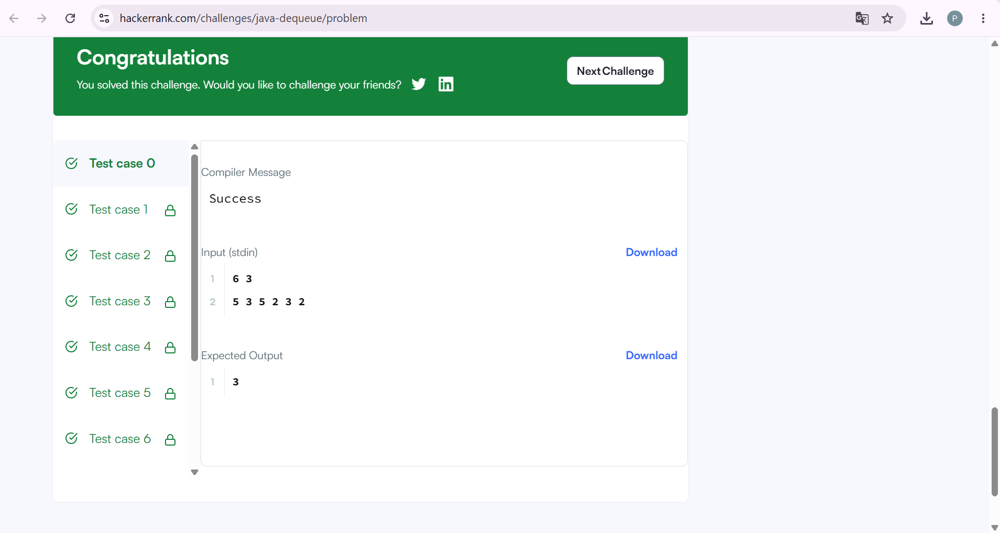 hackerrank.com/challenges/java-dequeue/problem
P
Congratulations
You solved this challenge. Would you like to challenge your friends?
Next Challenge
Test case 0
Test case 1
Test case 2
Test case 3
Test case 4
Test case 5
Test case 6
Compiler Message
Success
Input (stdin)
Download
1 6 3
2 5 3 5 2 3 2
Expected Output
Download
1 3